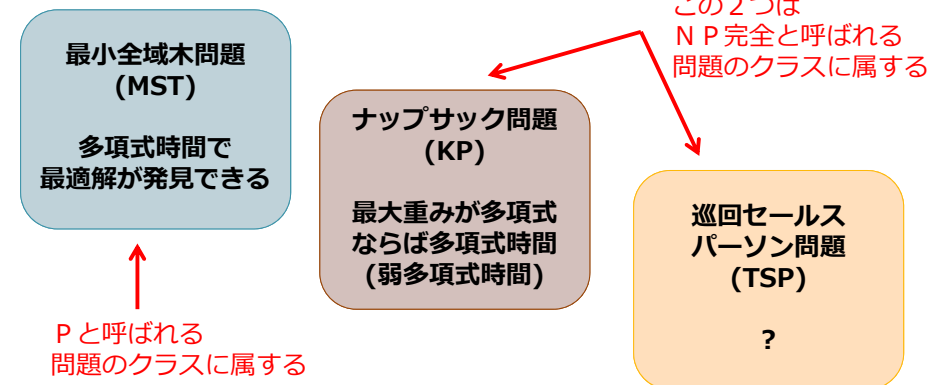 最小全域木問題
(MST)
多項式時間で
最適解が発見できる
Pと呼ばれる
問題のクラスに属する
ナップサック問題
(KP)
最大重みが多項式
ならば多項式時間
(弱多項式時間)
この2つは
NP完全と呼ばれる
問題のクラスに属する
巡回セールス
パーソン問題
(TSP)
?